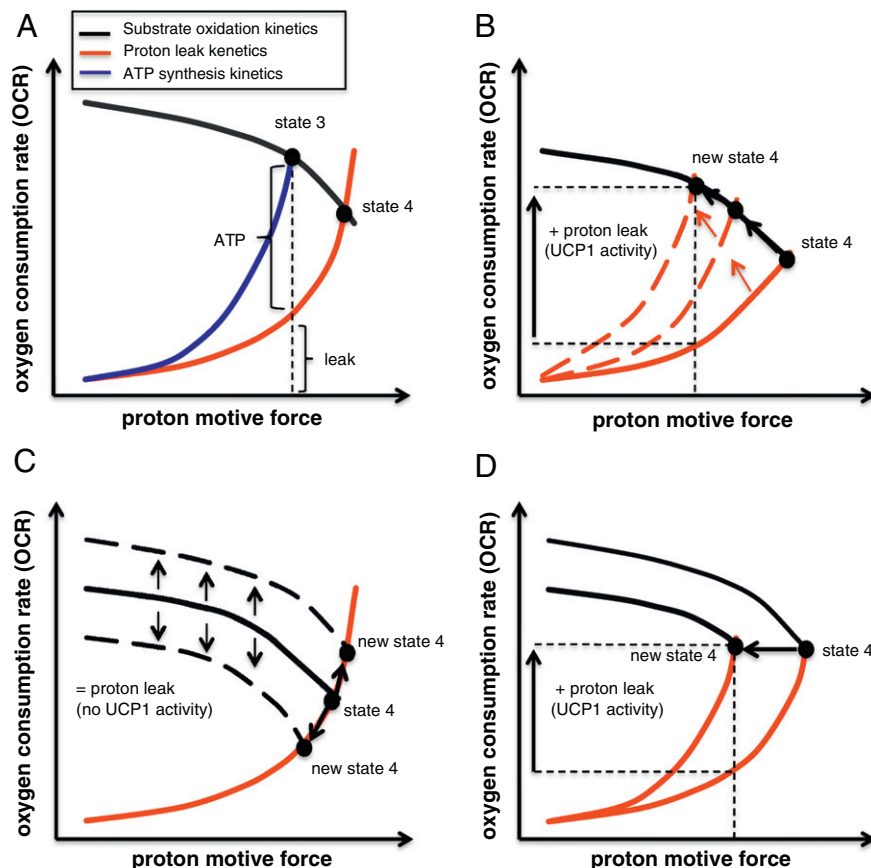 A
Substrate oxidation kinetics
Proton leak kenetics
ATP synthesis kinetics
oxygen consumption rate (OCR)
state 3
state 4
ATP
leak
proton motive force
B
oxygen consumption rate (OCR)
new state 4
+ proton leak
(UCP1 activity)
state 4
proton motive force
C
oxygen consumption rate (OCR)
new state 4
= proton leak
(no UCP1 activity)
state 4
new state 4
proton motive force
D
oxygen consumption rate (OCR)
new state 4
state 4
+ proton leak
(UCP1 activity)
proton motive force